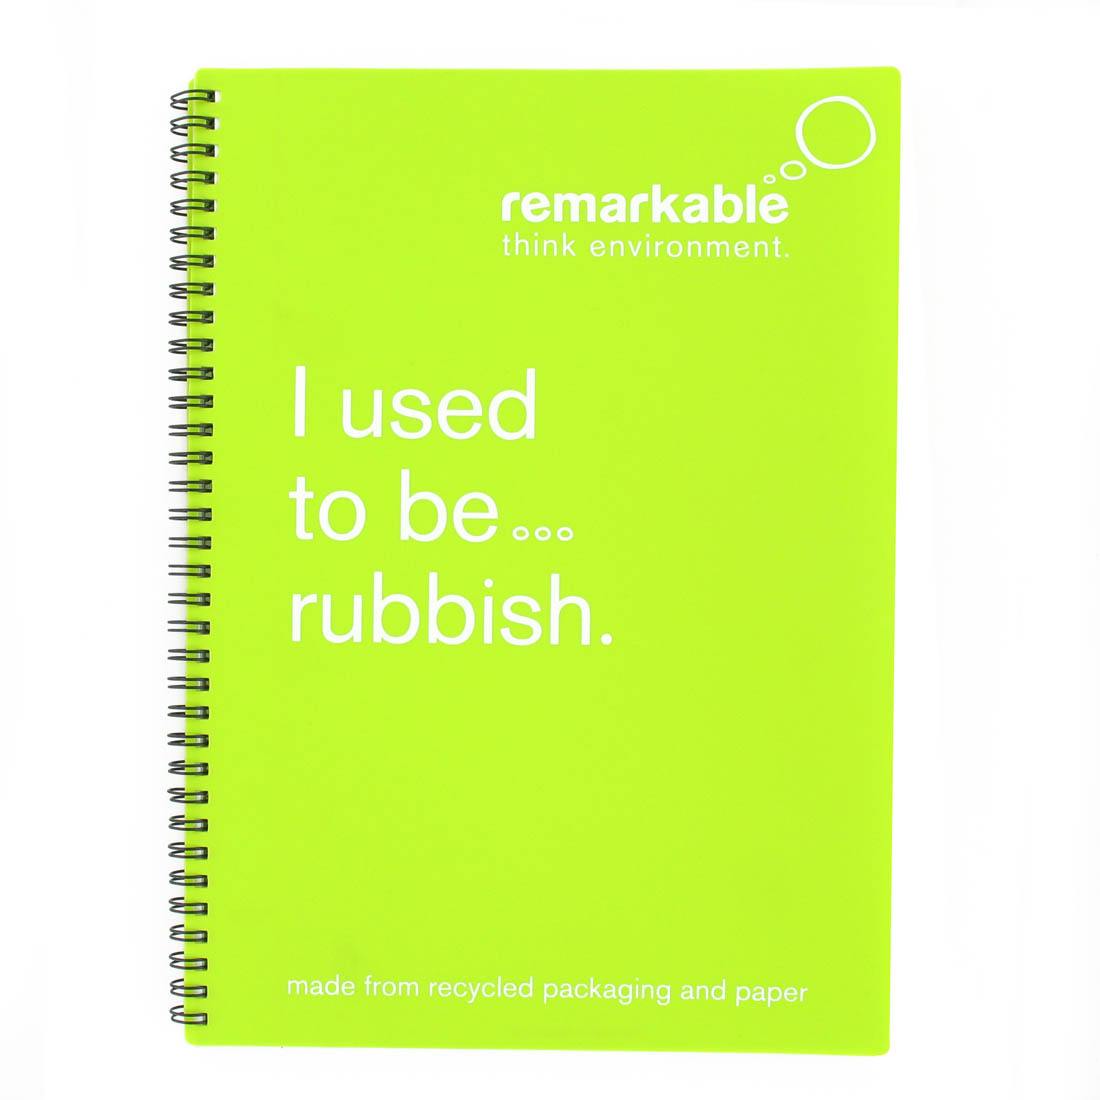 remarkable
think environment.
I used
to be...
rubbish.
made from recycled packaging and paper